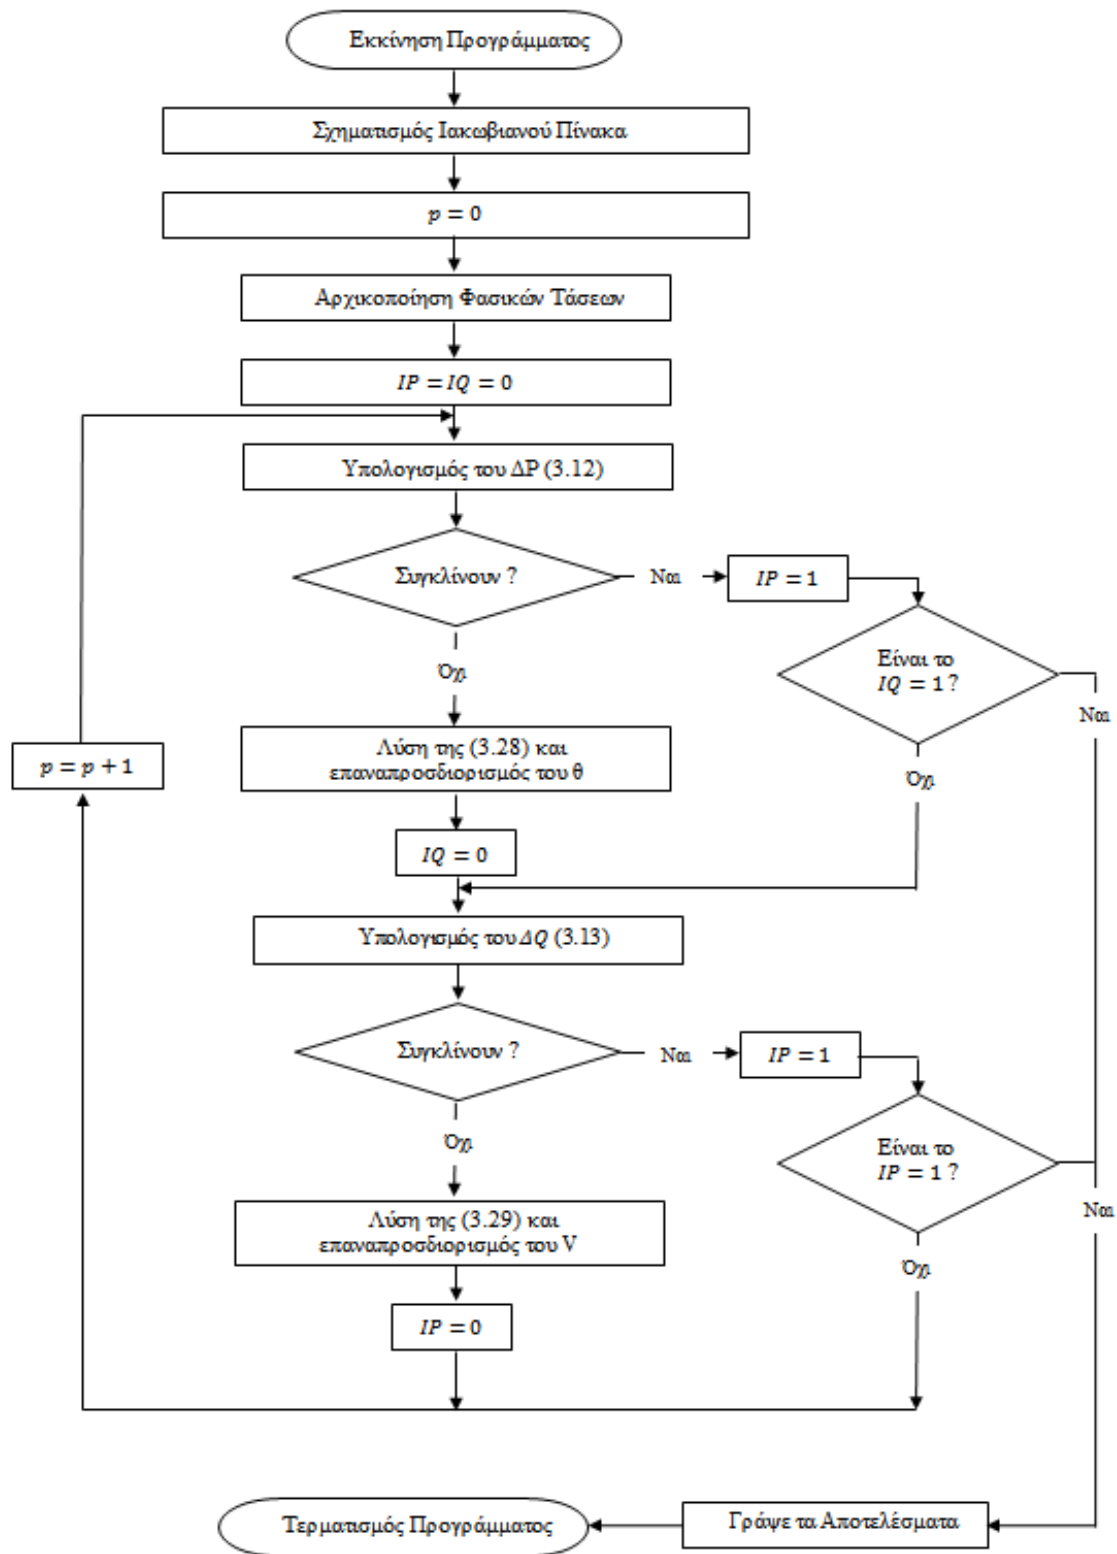 Εκκίνηση Προγράμματος
Σχηματισμός Ιακωβιανού Πίνακα
p = 0
Αρχικοποίηση Φασικών Τάσεων
IP = IQ = 0
Υπολογισμός του ΔP (3.12)
Συγκλίνουν ?
Ναι
IP = 1
Είναι το
IQ = 1 ?
Ναι
Όχι
Όχι
Λύση της (3.28) και
επαναπροσδιορισμός του θ
p = p + 1
IQ = 0
Υπολογισμός του ΔQ (3.13)
Συγκλίνουν ?
Ναι
IP = 1
Είναι το
IP = 1 ?
Ναι
Όχι
Όχι
Λύση της (3.29) και
επαναπροσδιορισμός του V
IP = 0
Γράψε τα Αποτελέσματα
Τερματισμός Προγράμματος